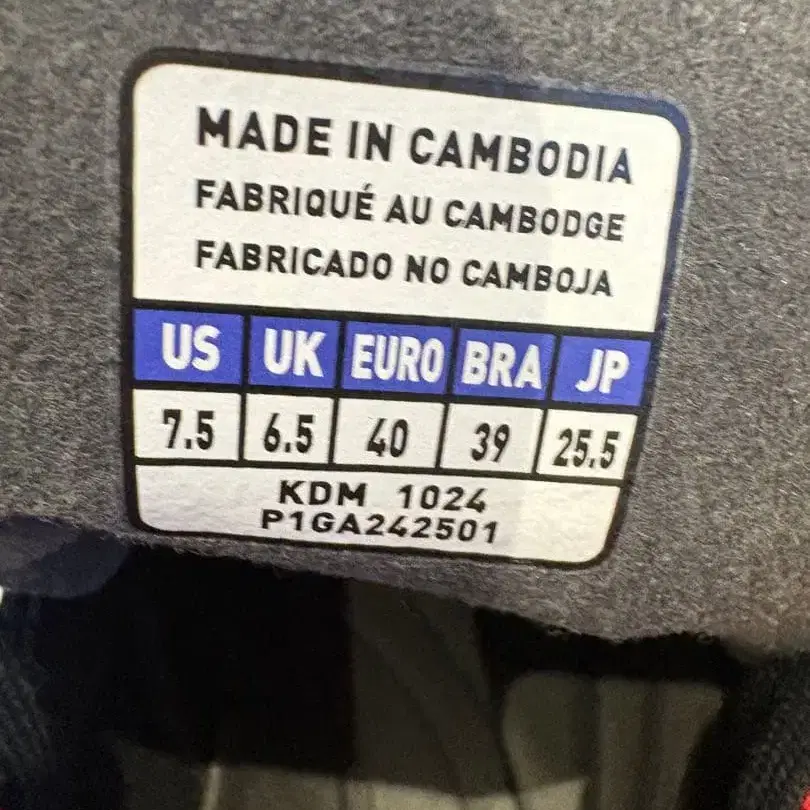 MADE IN CAMBODIA
FABRIQUÉ AU CAMBODGE
FABRICADO NO CAMBOJA
US UK EURO BRA JP
7.5 6.5 40 39 25.5
KDM 1024
P1GA242501